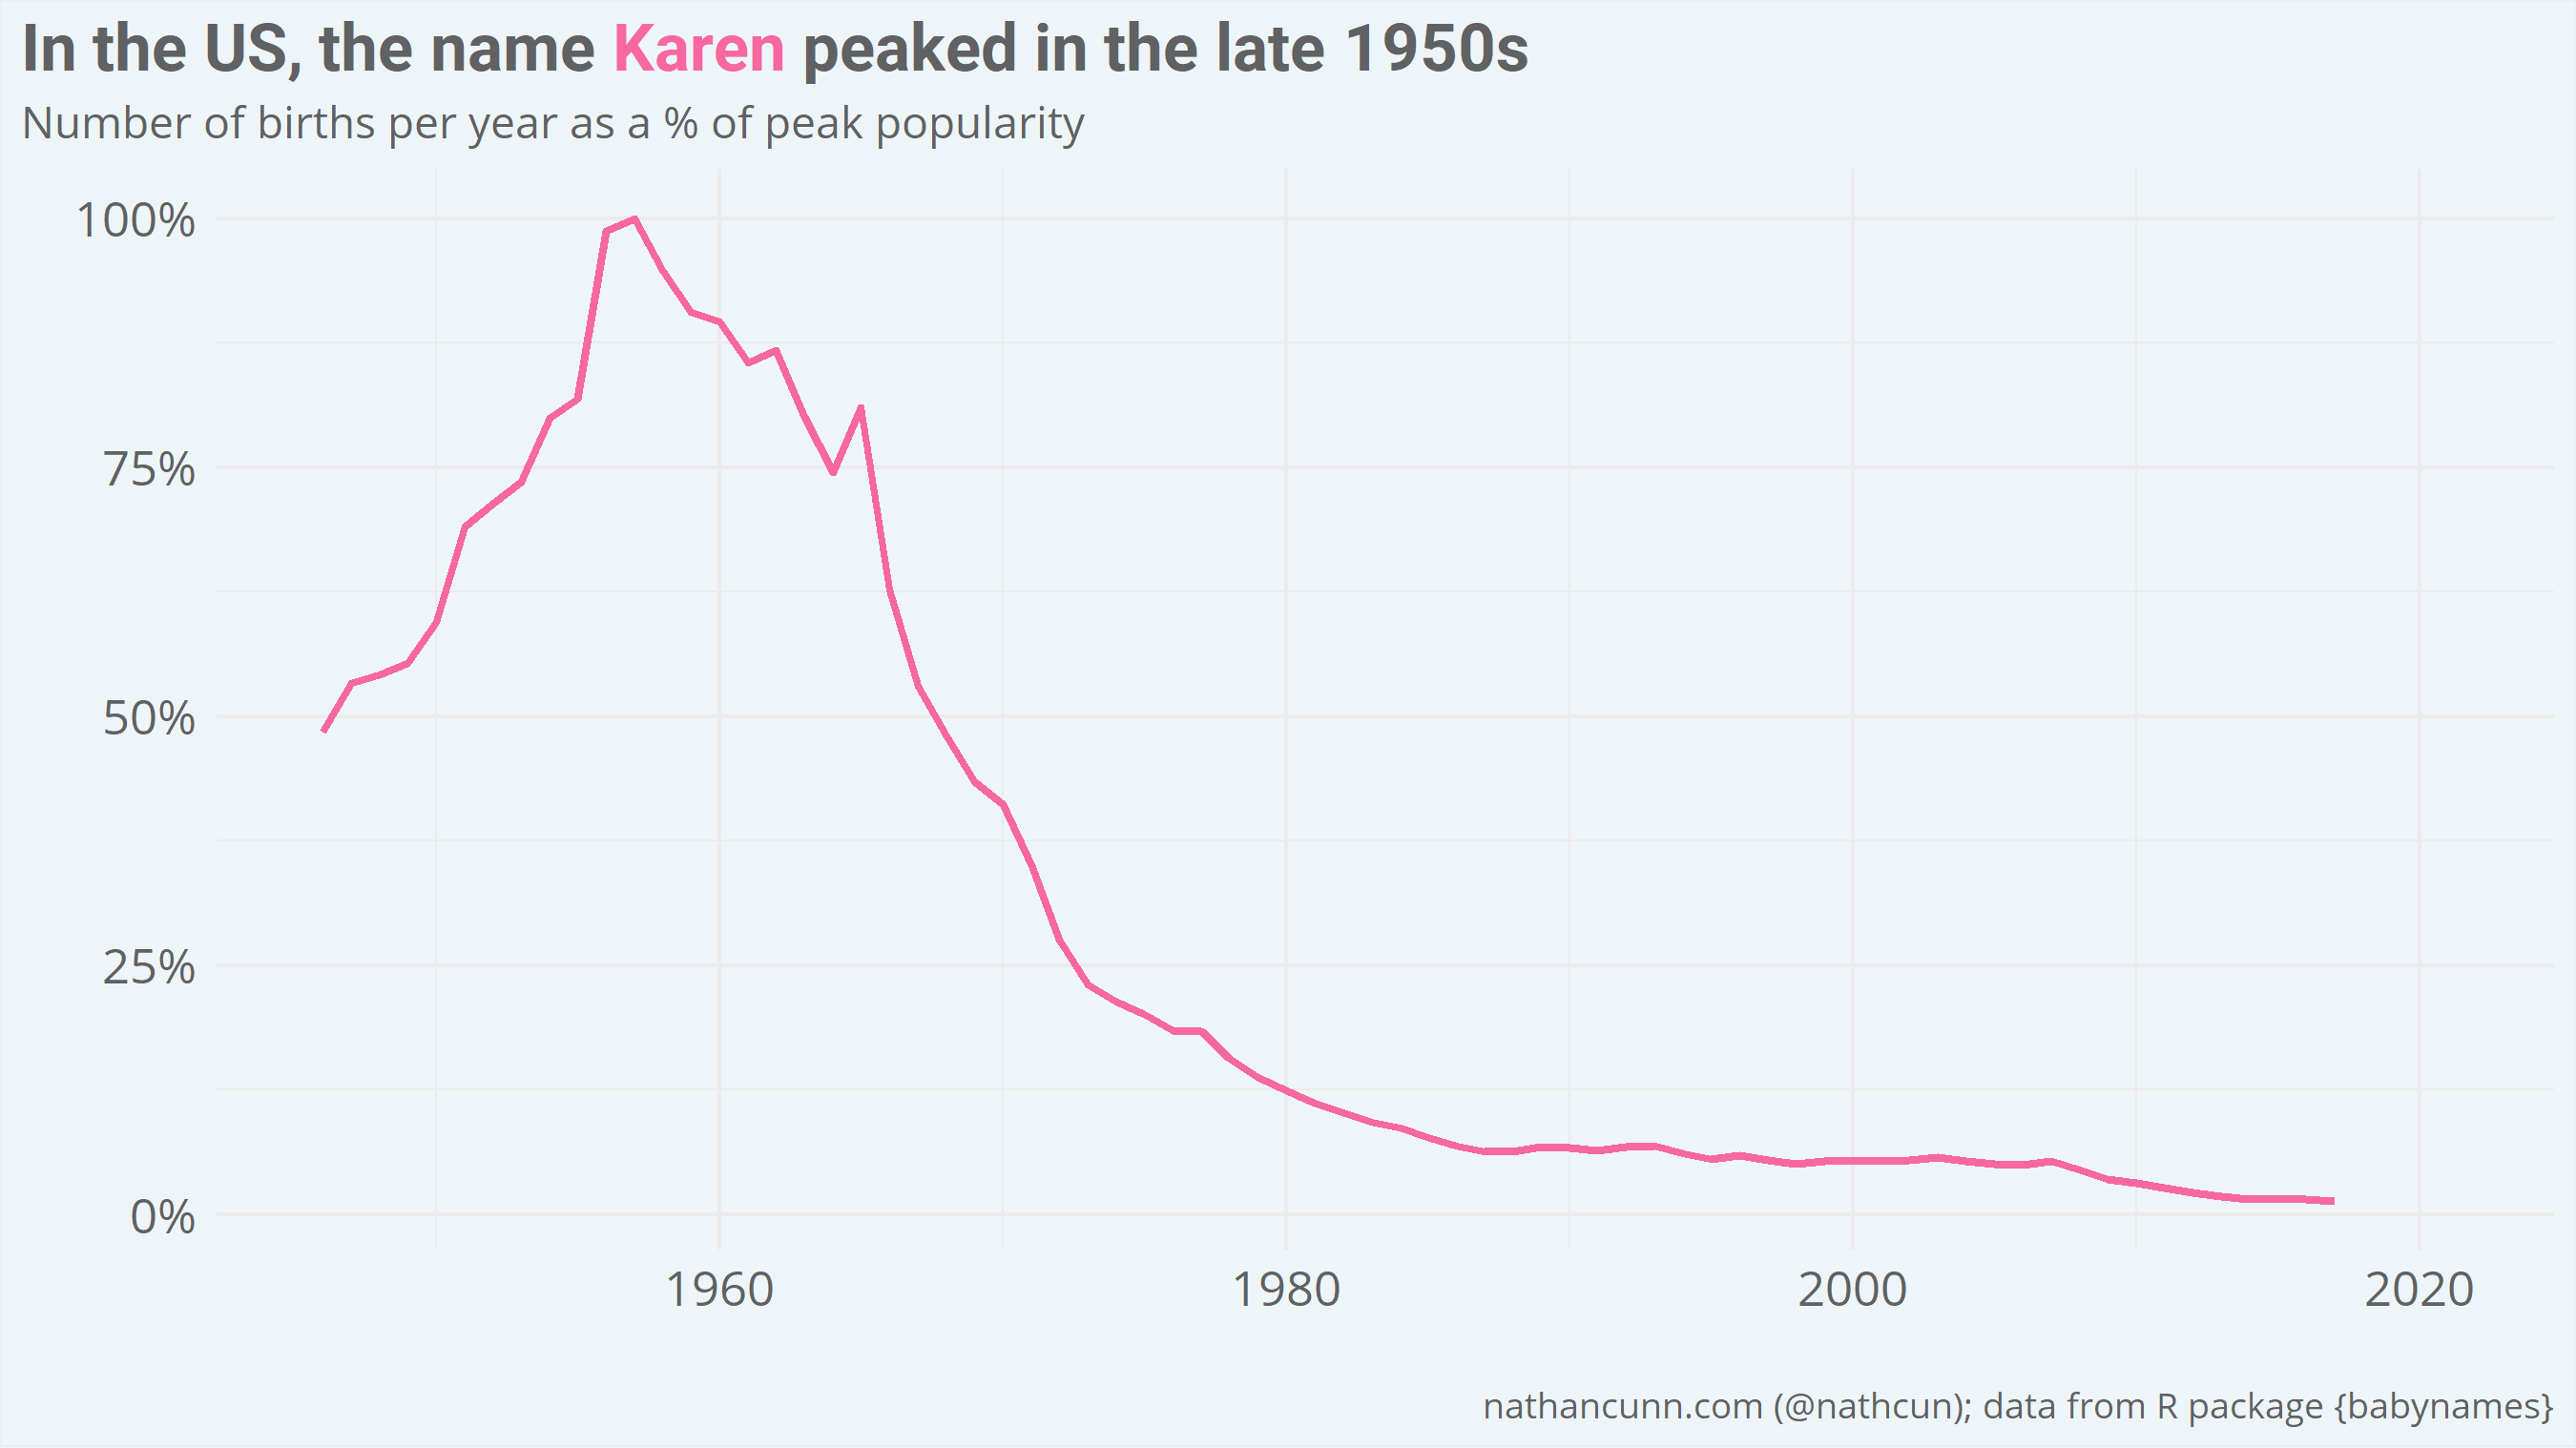 In the US, the name Karen peaked in the late 1950s
Number of births per year as a % of peak popularity
100%
75%
50%
25%
0%
1960 1980 2000 2020
nathancunn.com (@nathcun); data from R package {babynames}